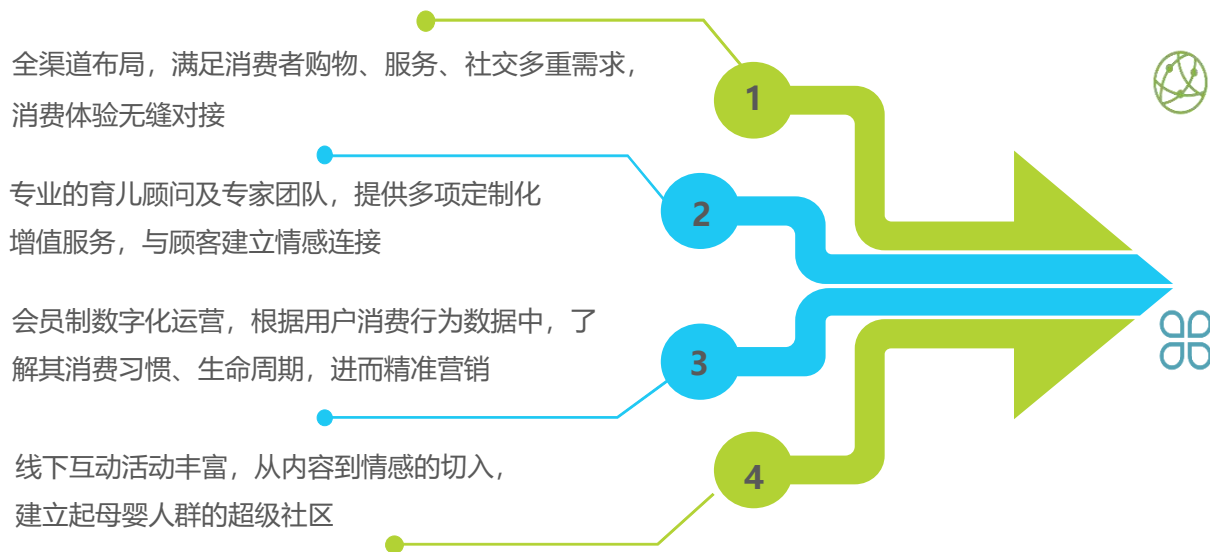 全渠道布局，满足消费者购物、服务、社交多重需求，
消费体验无缝对接
1
专业的育儿顾问及专家团队，提供多项定制化
增值服务，与顾客建立情感连接
2
会员制数字化运营，根据用户消费行为数据中，了
解其消费习惯、生命周期，进而精准营销
3
线下互动活动丰富，从内容到情感的切入，
建立起母婴人群的超级社区
4